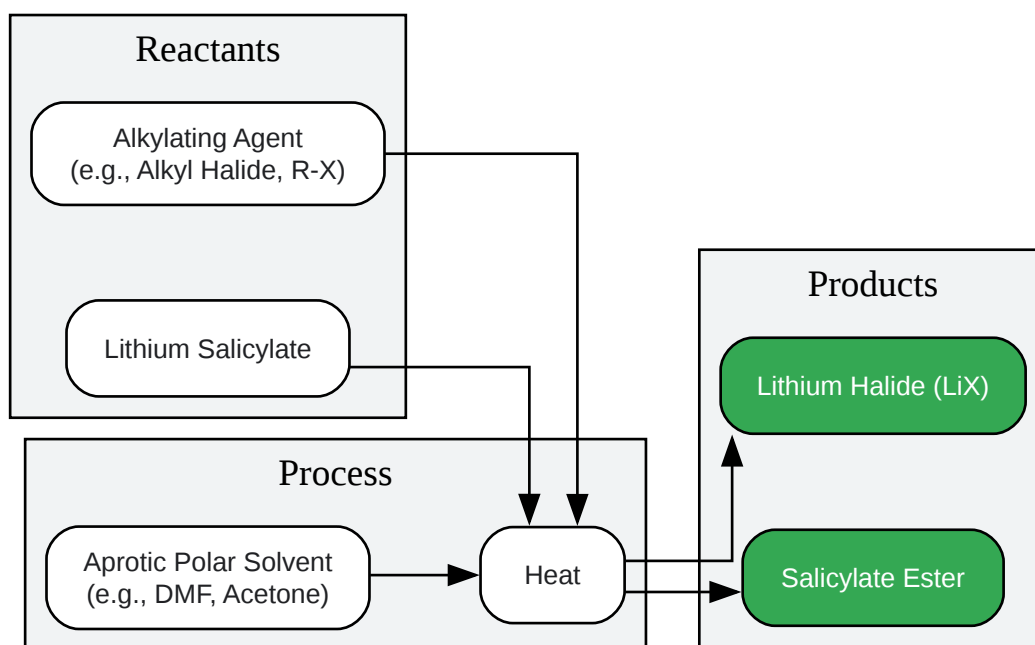 Reactants
Alkylating Agent
(e.g., Alkyl Halide, R-X)
Lithium Salicylate
Products
Lithium Halide (LiX)
Salicylate Ester
Process
Aprotic Polar Solvent
(e.g., DMF, Acetone)
Heat